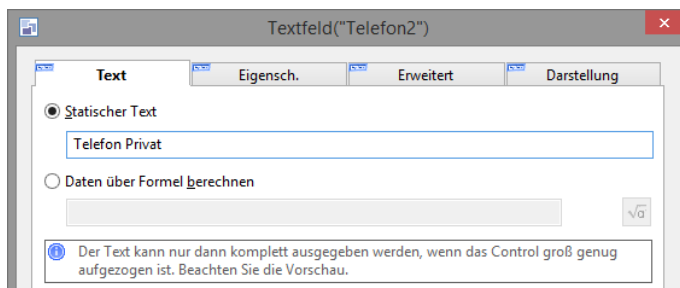 Textfeld("Telefon2")
Text Eigensch. Erweitert Darstellung
Statischer Text
Telefon Privat
Daten über Formel berechnen
√α
Der Text kann nur dann komplett ausgegeben werden, wenn das Control groß genug
aufgezogen ist. Beachten Sie die Vorschau.